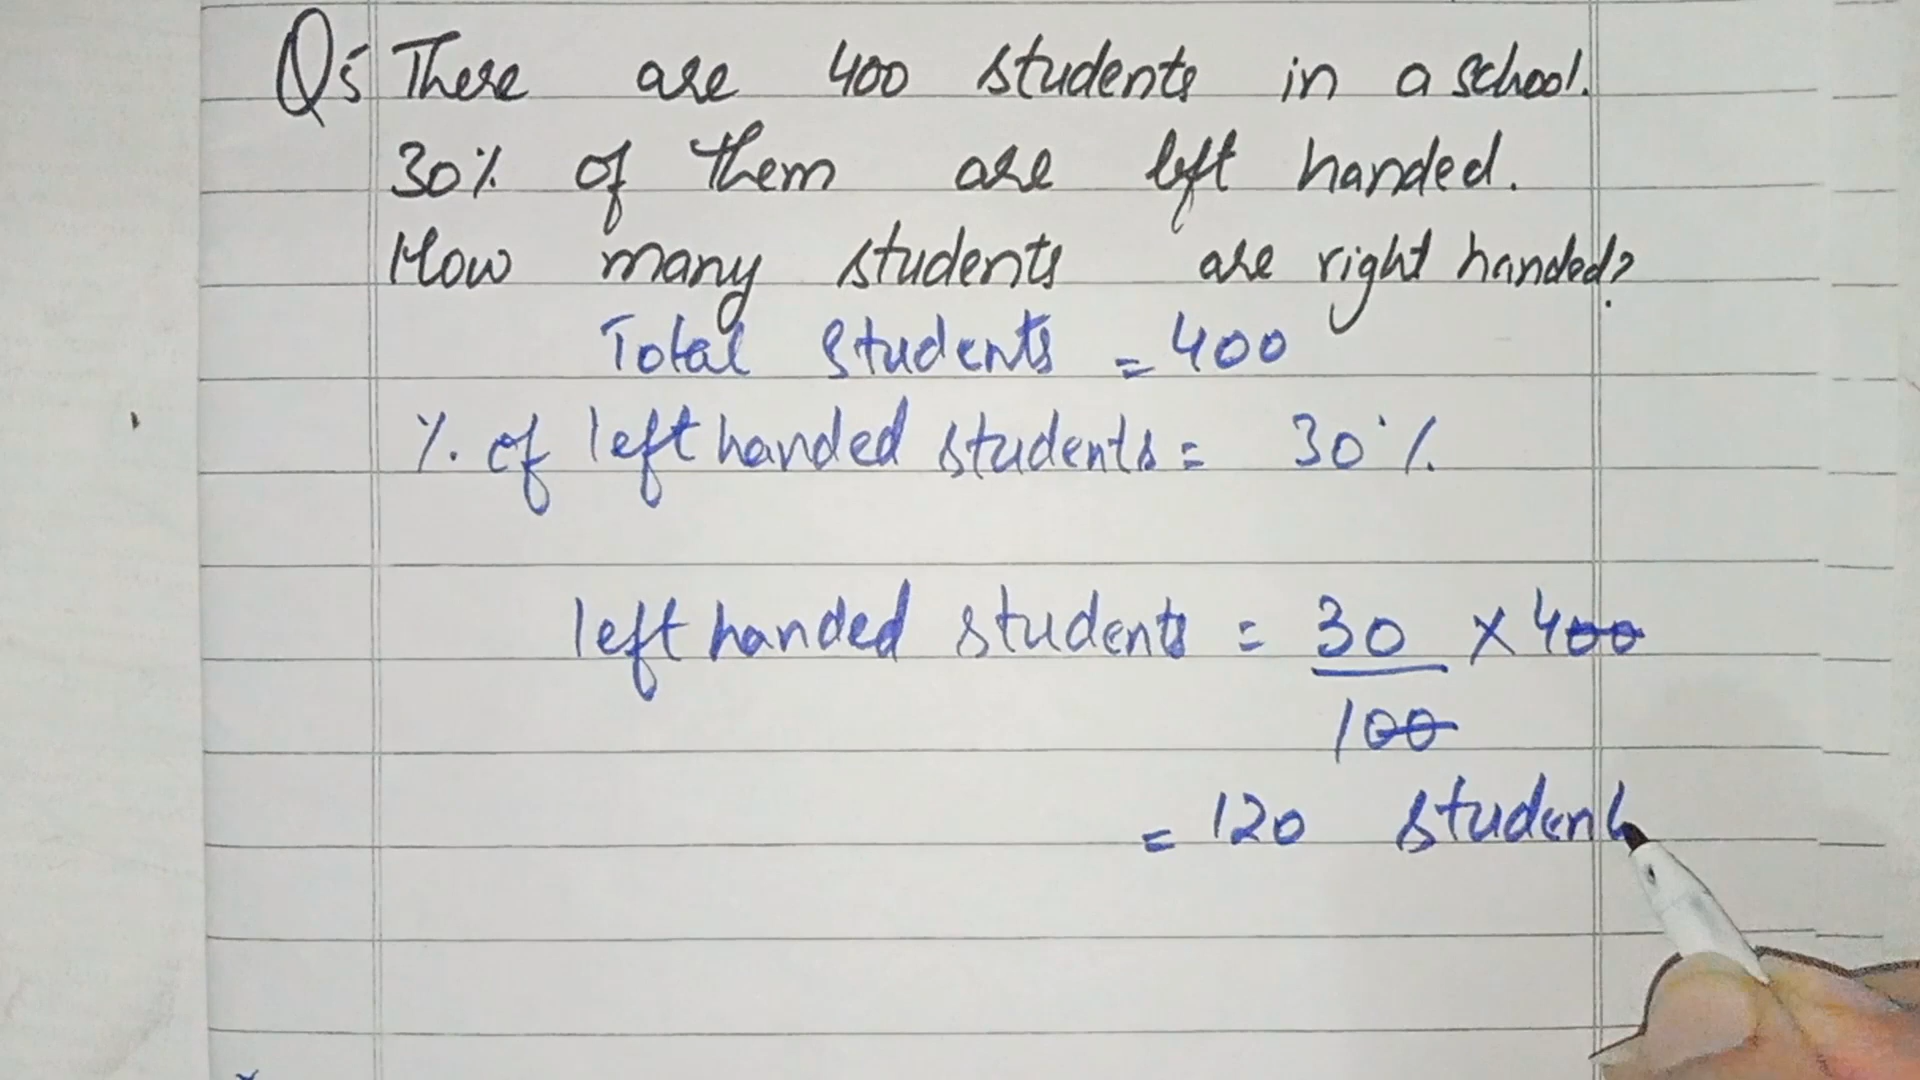 Q5 There are 400 students in a school.
30% of them are left handed.
How many students are right handed?
Total students = 400
% of left handed students = 30%
left handed students = 30 × 400
100
= 120 student